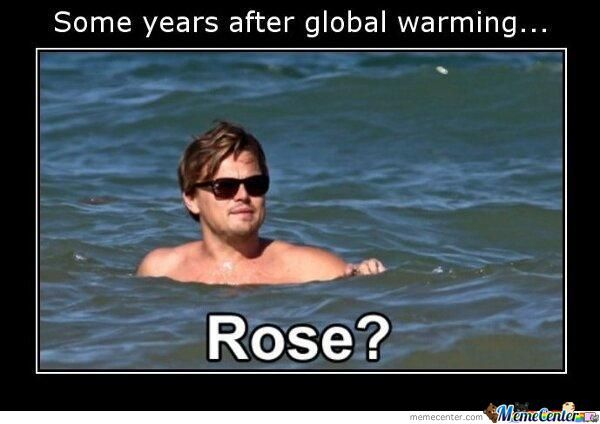 Some years after global warming...
Rose?
memecenter.com MemeCenter